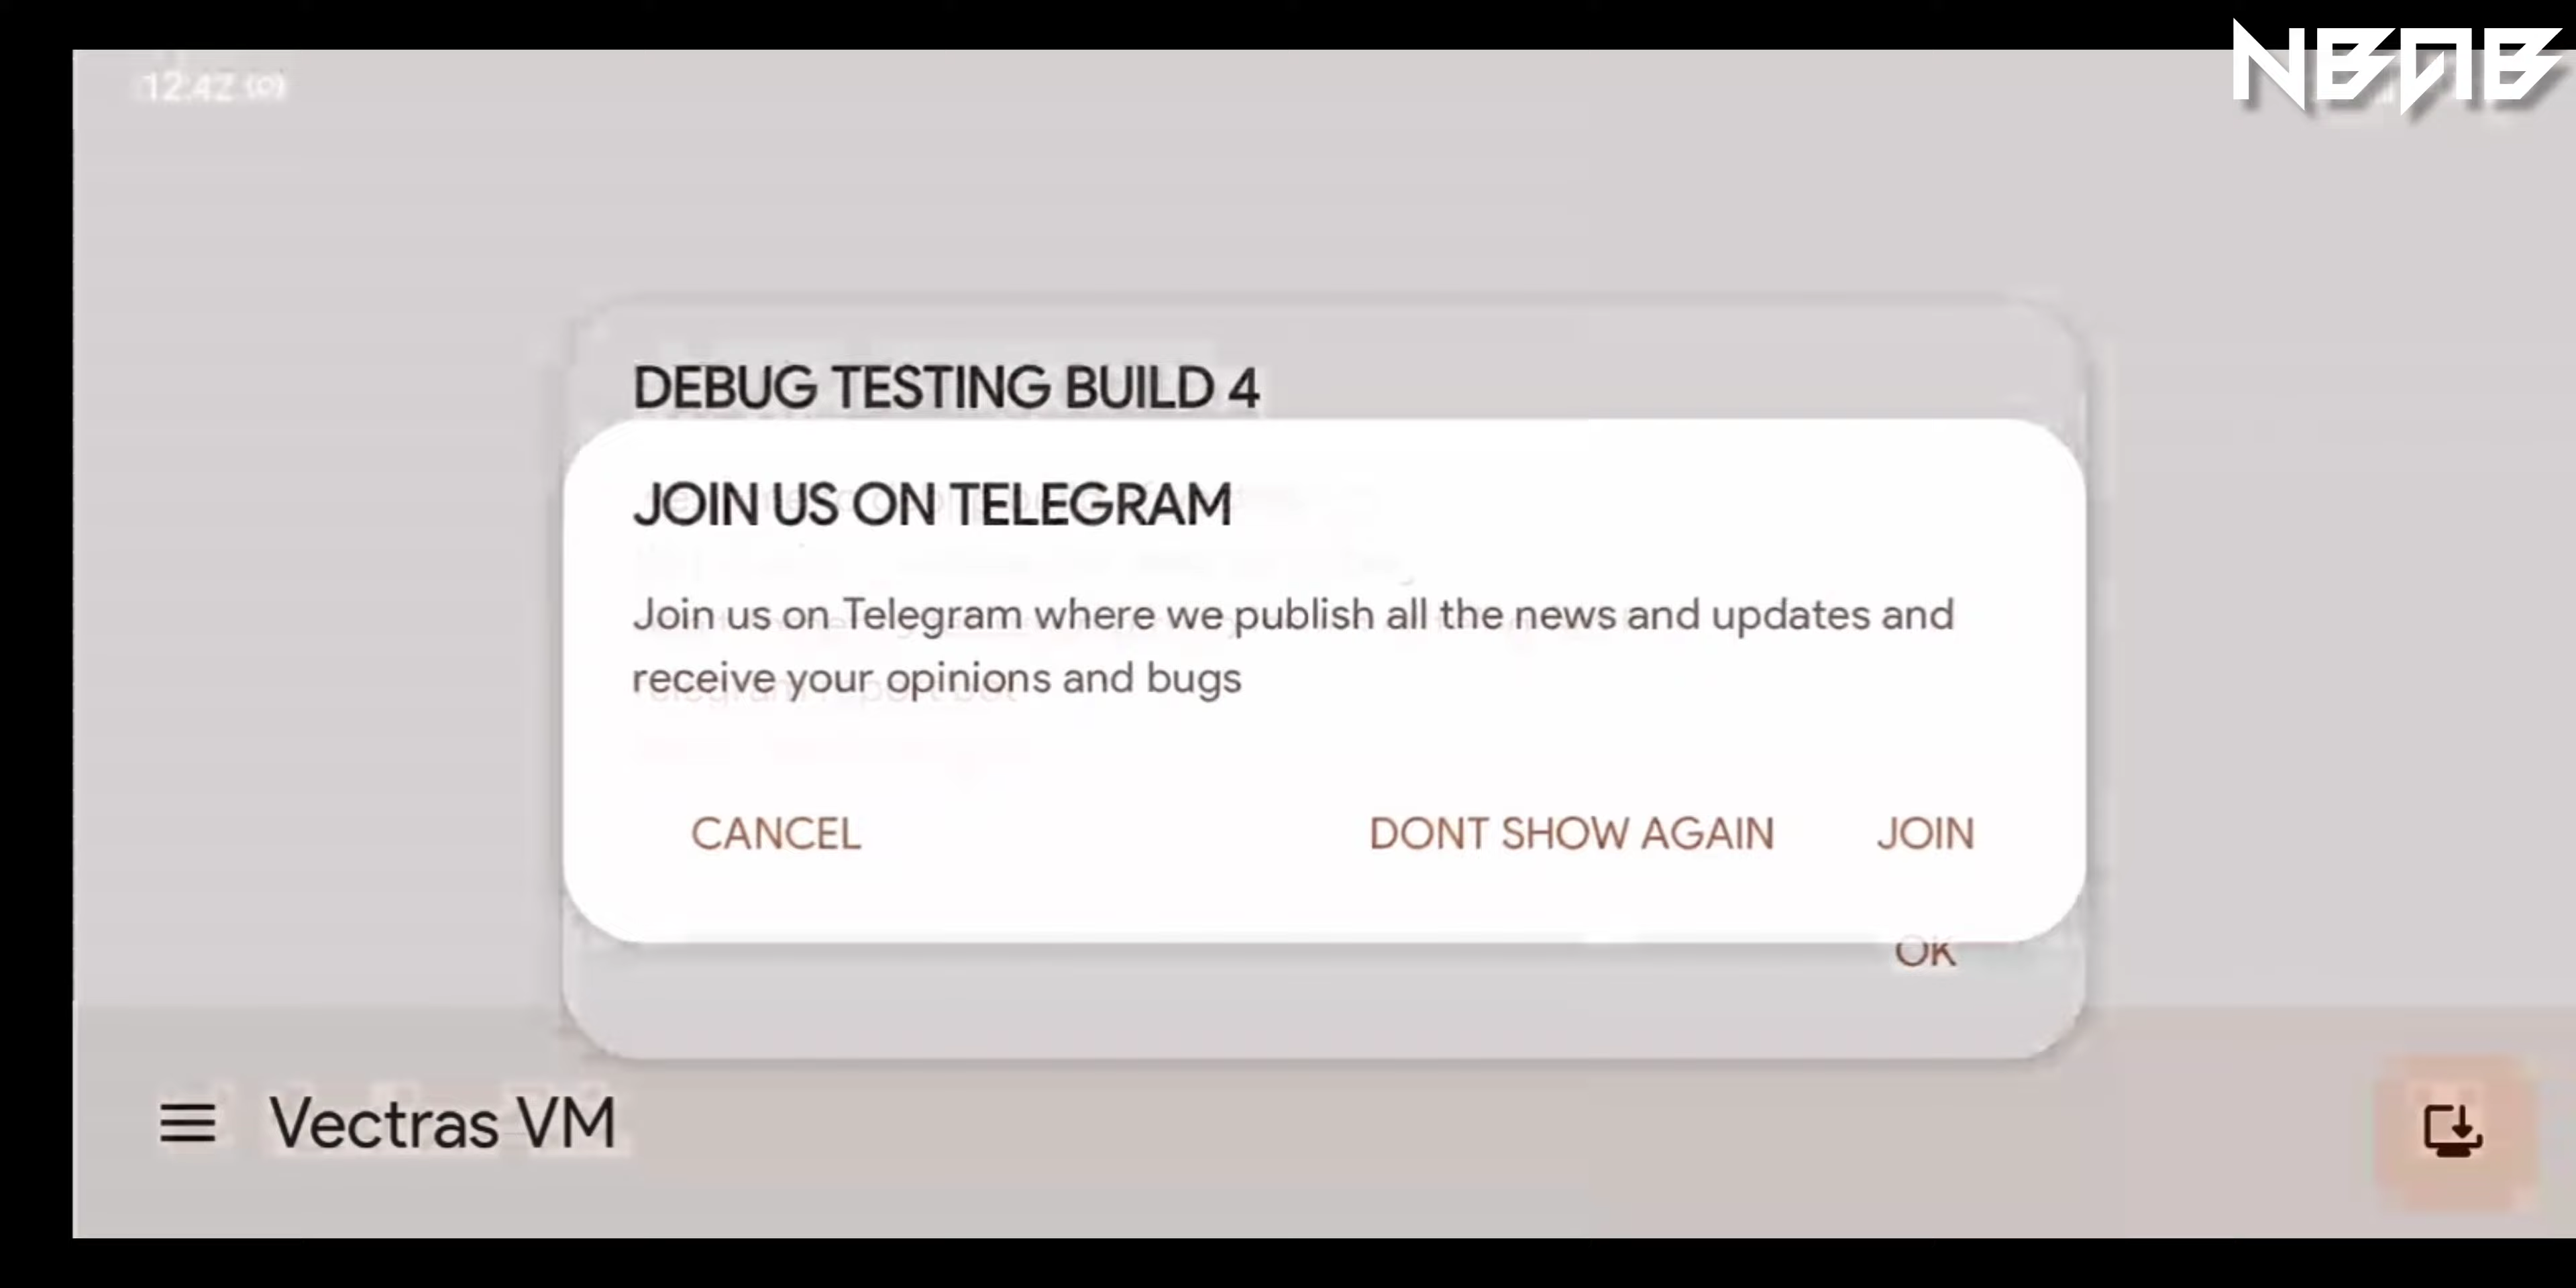 12:42
NBAB
DEBUG TESTING BUILD 4
JOIN US ON TELEGRAM
Join us on Telegram where we publish all the news and updates and
receive your opinions and bugs
CANCEL DONT SHOW AGAIN JOIN
OK
Vectras VM